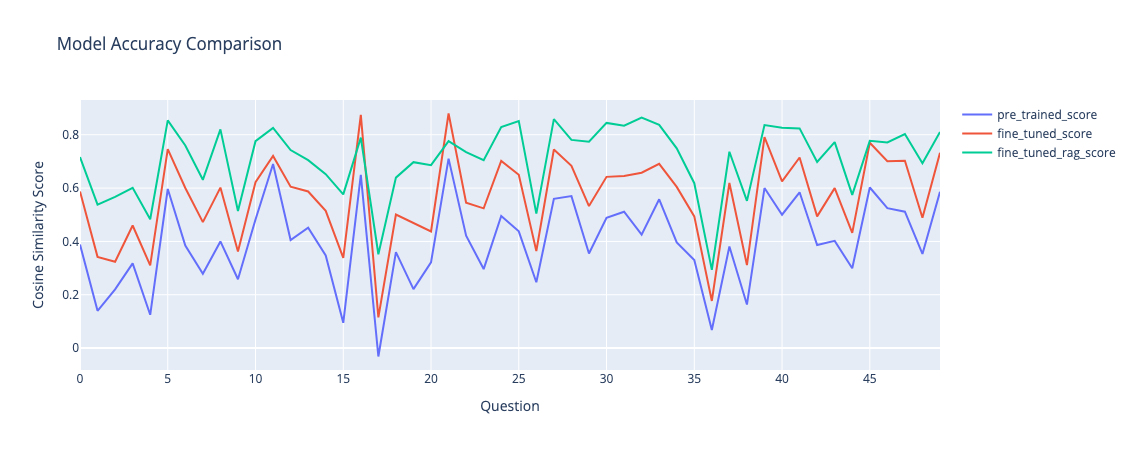 Model Accuracy Comparison
pre_trained_score
fine_tuned_score
fine_tuned_rag_score
Cosine Similarity Score
0.8
0.6
0.4
0.2
0
0 5 10 15 20 25 30 35 40 45
Question